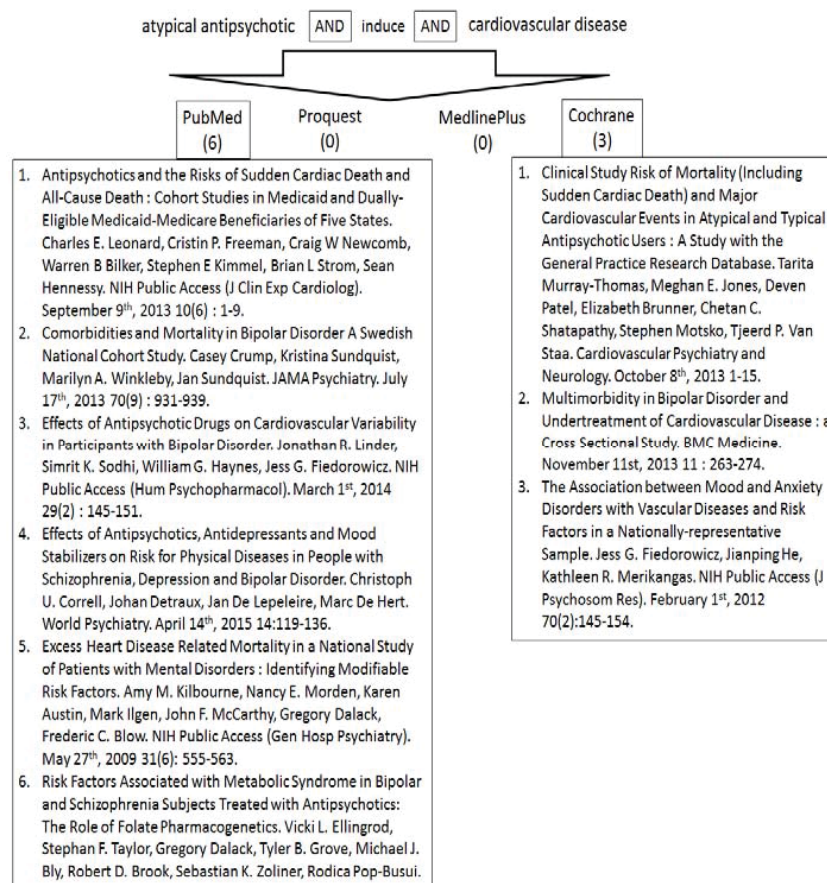 atypical antipsychotic AND induce AND cardiovascular disease
PubMed
(6)
Proquest
(0)
MedlinePlus
(0)
Cochrane
(3)
1. Antipsychotics and the Risks of Sudden Cardiac Death and
All-Cause Death : Cohort Studies in Medicaid and Dually-
Eligible Medicaid-Medicare Beneficiaries of Five States.
Charles E. Leonard, Cristin P. Freeman, Craig W Newcomb,
Warren B Bilker, Stephen E Kimmel, Brian L Strom, Sean
Hennessy. NIH Public Access (J Clin Exp Cardiolog).
September 9th, 2013 10(6) : 1-9.
2. Comorbidities and Mortality in Bipolar Disorder A Swedish
National Cohort Study. Casey Crump, Kristina Sundquist,
Marilyn A. Winkleby, Jan Sundquist. JAMA Psychiatry. July
17th, 2013 70(9) : 931-939.
3. Effects of Antipsychotic Drugs on Cardiovascular Variability
in Participants with Bipolar Disorder. Jonathan R. Linder,
Simrit K. Sodhi, William G. Haynes, Jess G. Fiedorowicz. NIH
Public Access (Hum Psychopharmacol). March 1st, 2014
29(2) : 145-151.
4. Effects of Antipsychotics, Antidepressants and Mood
Stabilizers on Risk for Physical Diseases in People with
Schizophrenia, Depression and Bipolar Disorder. Christoph
U. Correll, Johan Detraux, Jan De Lepeleire, Marc De Hert.
World Psychiatry. April 14th, 2015 14:119-136.
5. Excess Heart Disease Related Mortality in a National Study
of Patients with Mental Disorders : Identifying Modifiable
Risk Factors. Amy M. Kilbourne, Nancy E. Morden, Karen
Austin, Mark Ilgen, John F. McCarthy, Gregory Dalack,
Frederic C. Blow. NIH Public Access (Gen Hosp Psychiatry).
May 27th, 2009 31(6): 555-563.
6. Risk Factors Associated with Metabolic Syndrome in Bipolar
and Schizophrenia Subjects Treated with Antipsychotics:
The Role of Folate Pharmacogenetics. Vicki L. Ellingrod,
Stephan F. Taylor, Gregory Dalack, Tyler B. Grove, Michael J.
Bly, Robert D. Brook, Sebastian K. Zoliner, Rodica Pop-Busui.
1. Clinical Study Risk of Mortality (Including
Sudden Cardiac Death) and Major
Cardiovascular Events in Atypical and Typical
Antipsychotic Users : A Study with the
General Practice Research Database. Tarita
Murray-Thomas, Meghan E. Jones, Deven
Patel, Elizabeth Brunner, Chetan C.
Shatapathy, Stephen Motsko, Tjeerd P. Van
Staa. Cardiovascular Psychiatry and
Neurology. October 8th, 2013 1-15.
2. Multimorbidity in Bipolar Disorder and
Undertreatment of Cardiovascular Disease : a
Cross Sectional Study. BMC Medicine.
November 11st, 2013 11 : 263-274.
3. The Association between Mood and Anxiety
Disorders with Vascular Diseases and Risk
Factors in a Nationally-representative
Sample. Jess G. Fiedorowicz, Jianping He,
Kathleen R. Merikangas. NIH Public Access (J
Psychosom Res). February 1st, 2012
70(2):145-154.